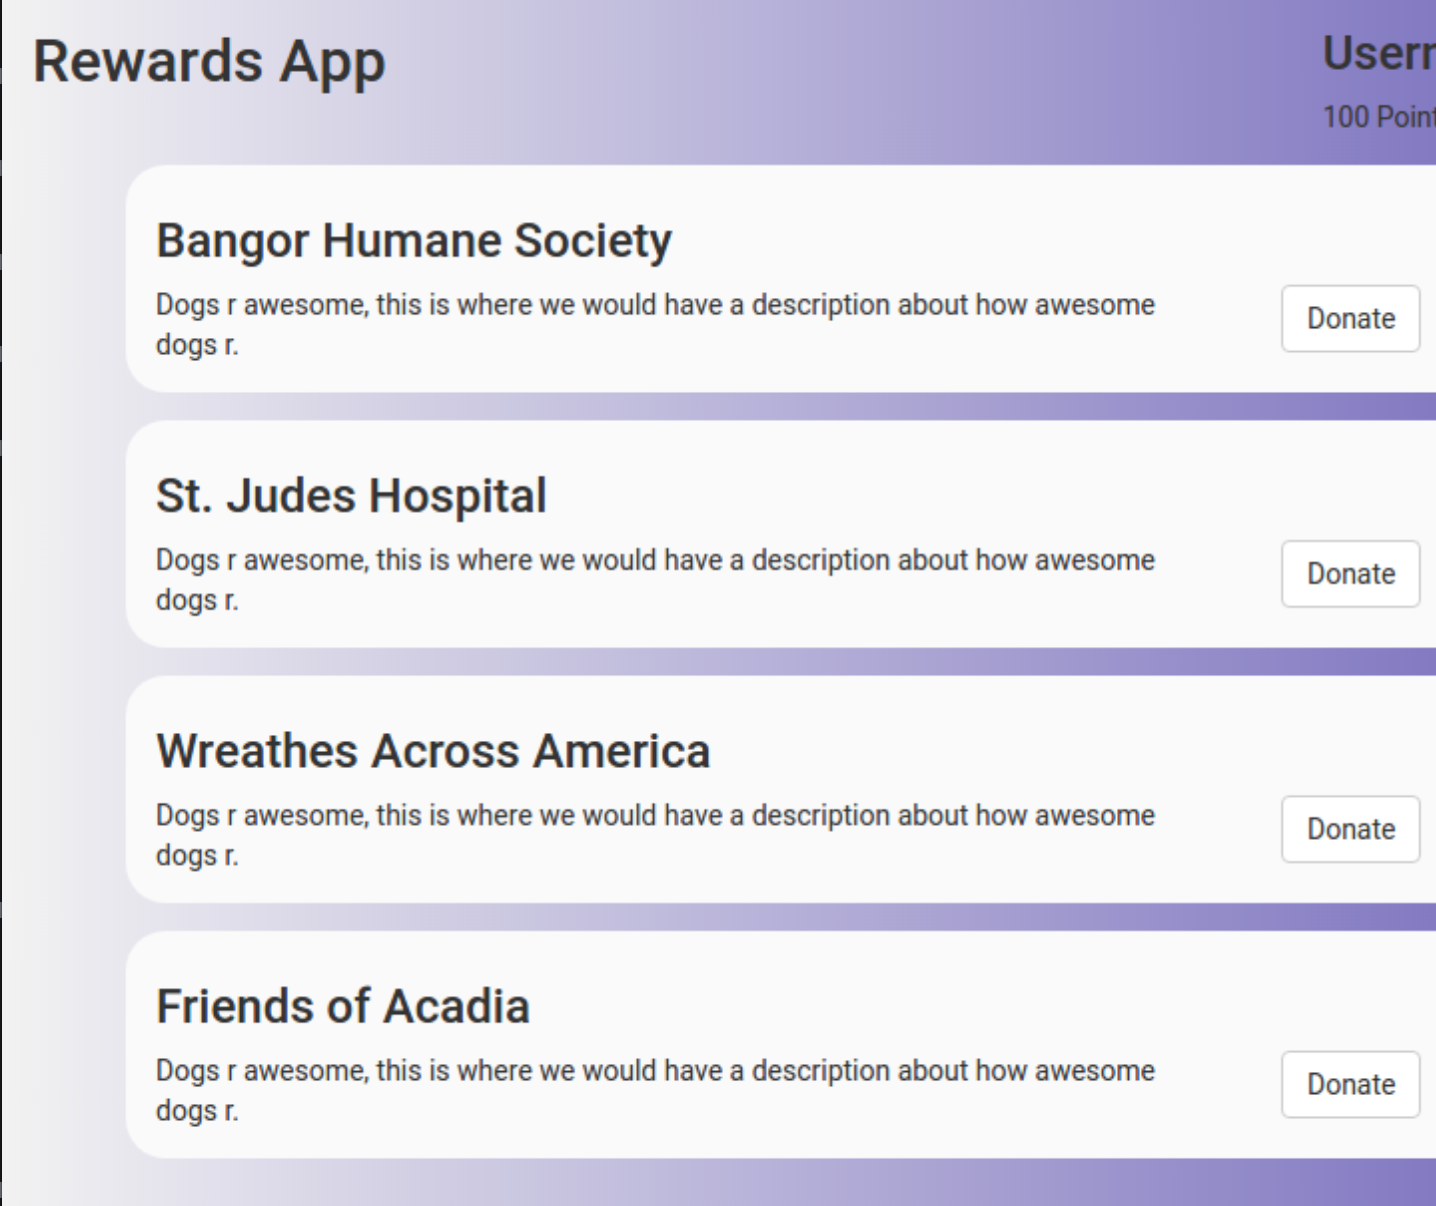 Rewards App
Usern
100 Point
Bangor Humane Society
Dogs r awesome, this is where we would have a description about how awesome
dogs r.
Donate
St. Judes Hospital
Dogs r awesome, this is where we would have a description about how awesome
dogs r.
Donate
Wreathes Across America
Dogs r awesome, this is where we would have a description about how awesome
dogs r.
Donate
Friends of Acadia
Dogs r awesome, this is where we would have a description about how awesome
dogs r.
Donate